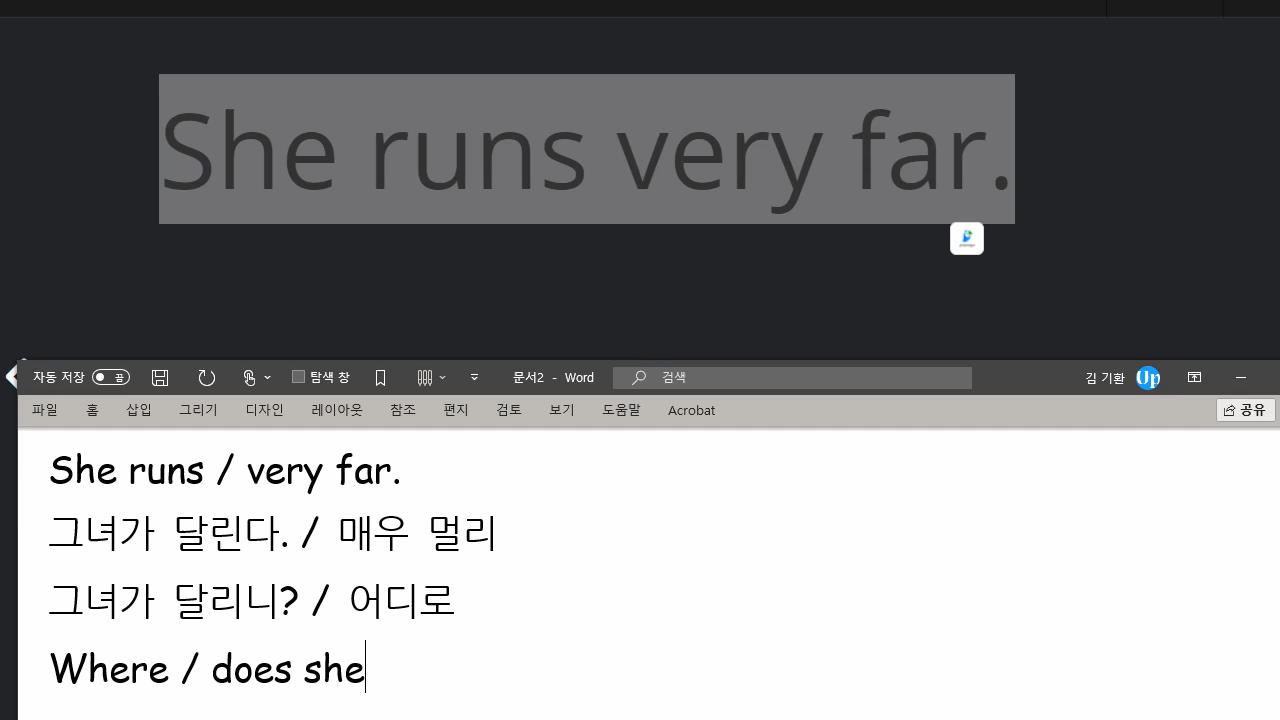 She runs very far.
자동 저장 끔 탐색 창 문서2 - Word 검색 김 기환 Up
파일 홈 삽입 그리기 디자인 레이아웃 참조 편지 검토 보기 도움말 Acrobat 공유
She runs / very far.
그녀가 달린다. / 매우 멀리
그녀가 달리니? / 어디로
Where / does she